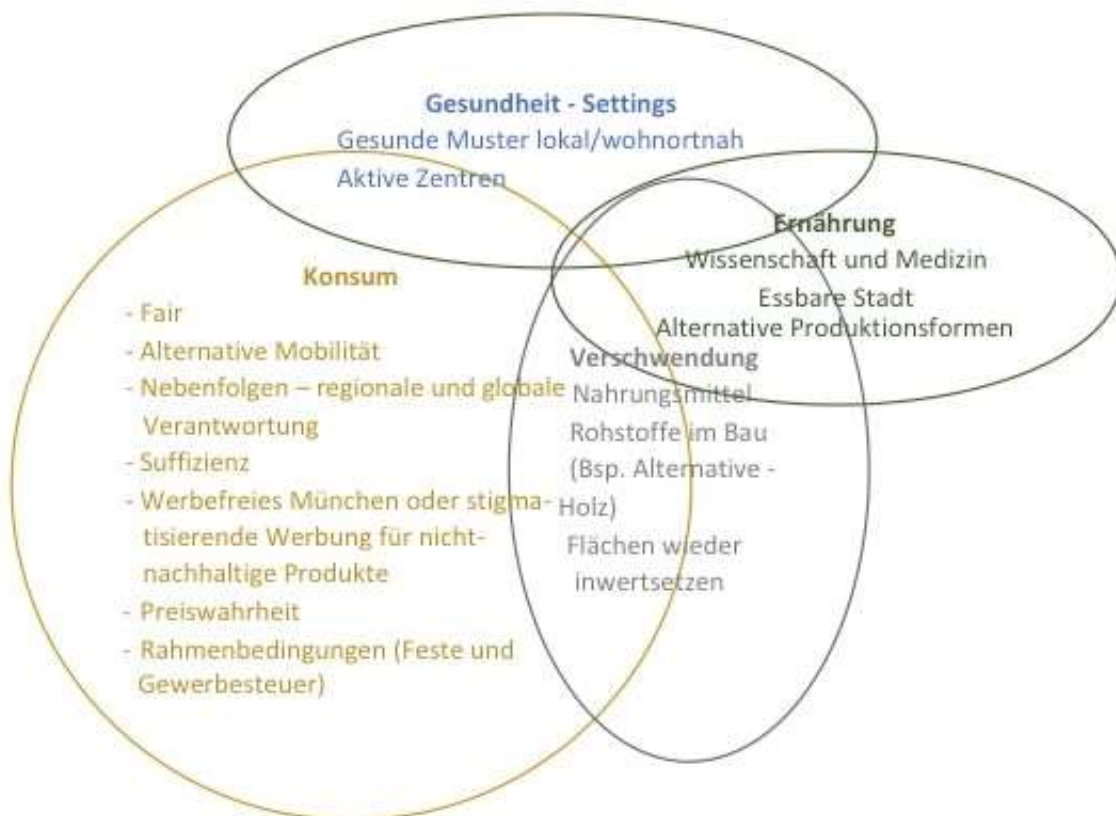 Gesundheit - Settings
Gesunde Muster lokal/wohnortnah
Aktive Zentren
Ernährung
Wissenschaft und Medizin
Essbare Stadt
Alternative Produktionsformen
Konsum
- Fair
- Alternative Mobilität
- Nebenfolgen – regionale und globale
Verantwortung
- Suffizienz
- Werbefreies München oder stigma-
tisierende Werbung für nicht-
nachhaltige Produkte
- Preiswahrheit
- Rahmenbedingungen (Feste und
Gewerbesteuer)
Verschwendung
Nahrungsmittel
Rohstoffe im Bau
(Bsp. Alternative -
Holz)
Flächen wieder
inwertsetzen